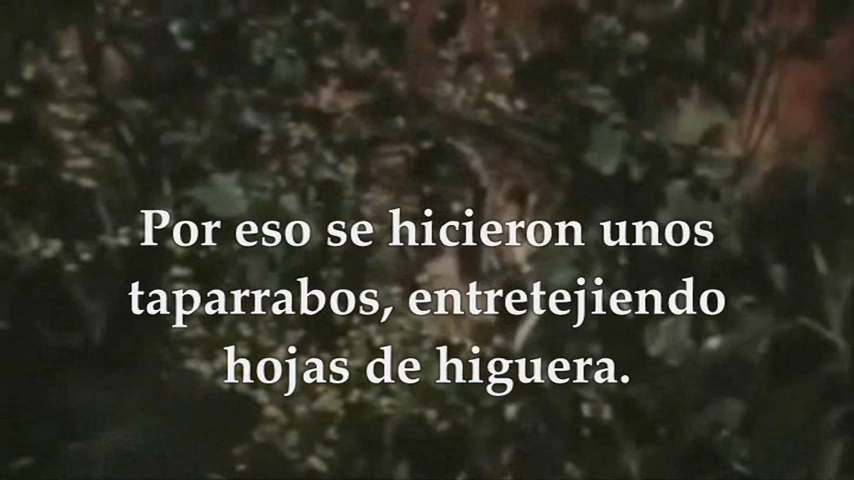 Por eso se hicieron unos
taparrabos, entretejiendo
hojas de higuera.